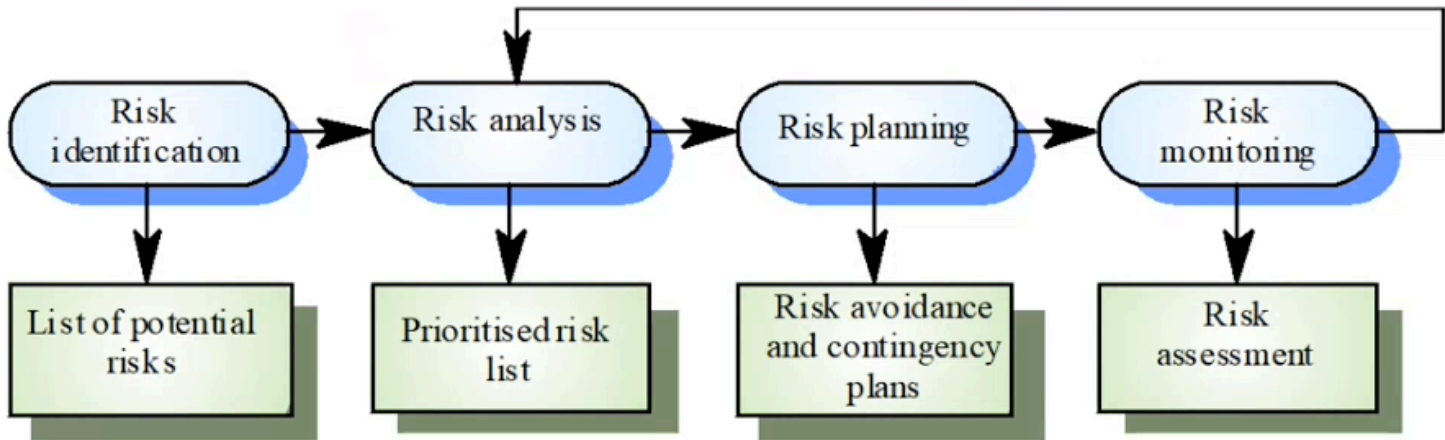 Risk
identification
Risk analysis
Risk planning
Risk
monitoring
List of potential
risks
Prioritised risk
list
Risk avoidance
and contingency
plans
Risk
assessment